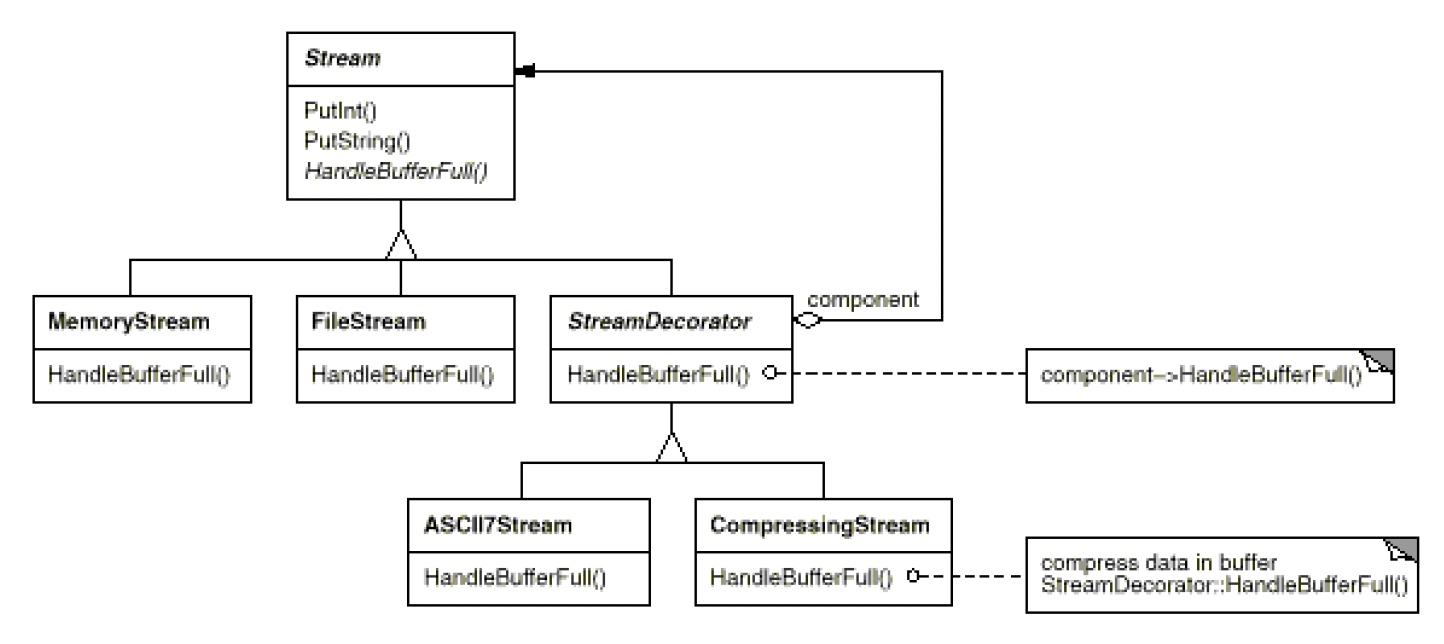 Stream
PutInt()
PutString()
HandleBufferFull()
component
MemoryStream
FileStream
StreamDecorator
HandleBufferFull()
HandleBufferFull()
HandleBufferFull()
component–>HandleBufferFull()
ASCII7Stream
CompressingStream
HandleBufferFull()
HandleBufferFull()
compress data in buffer
StreamDecorator::HandleBufferFull()